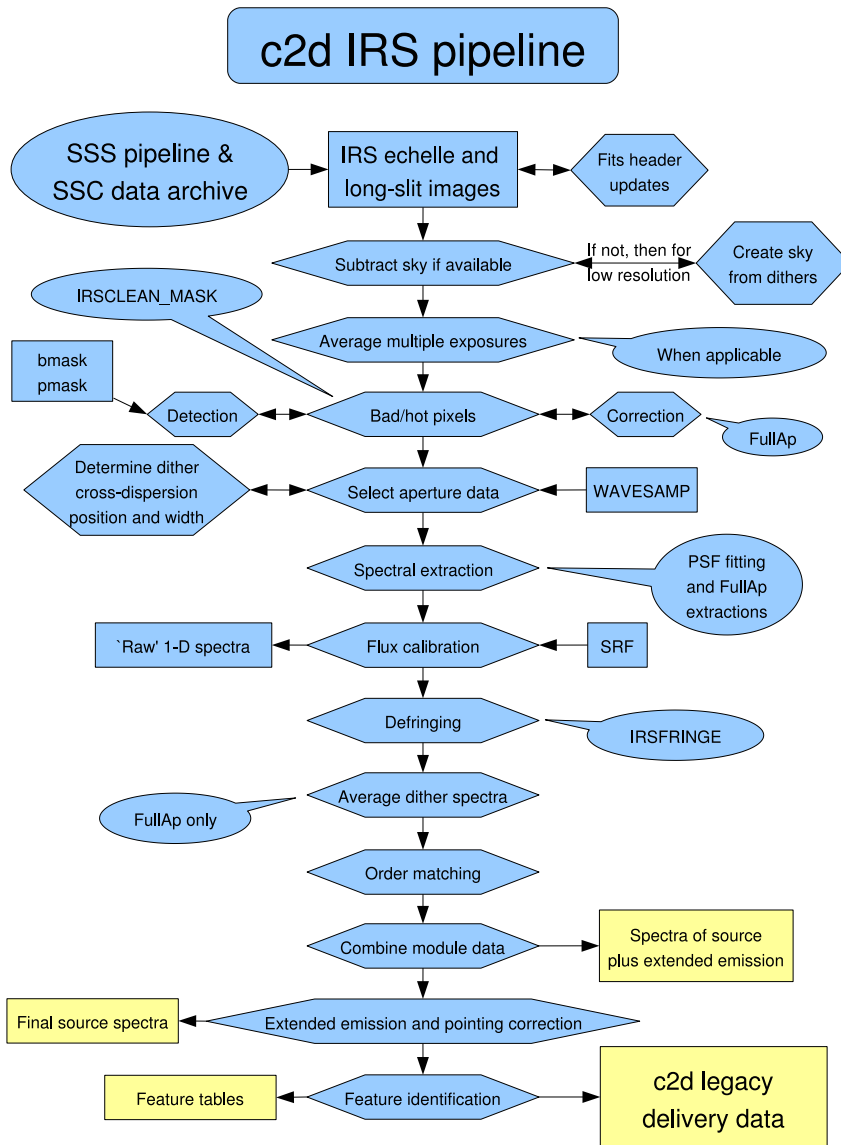 c2d IRS pipeline
SSS pipeline &
SSC data archive
IRS echelle and
long-slit images
Fits header
updates
Subtract sky if available
If not, then for
low resolution
Create sky
from dithers
IRSCLEAN_MASK
Average multiple exposures
When applicable
bmask
pmask
Detection
Bad/hot pixels
Correction
FullAp
Determine dither
cross-dispersion
position and width
Select aperture data
WAVESAMP
Spectral extraction
PSF fitting
and FullAp
extractions
`Raw' 1-D spectra
Flux calibration
SRF
Defringing
IRSFRINGE
Average dither spectra
FullAp only
Order matching
Combine module data
Spectra of source
plus extended emission
Final source spectra
Extended emission and pointing correction
Feature tables
Feature identification
c2d legacy
delivery data